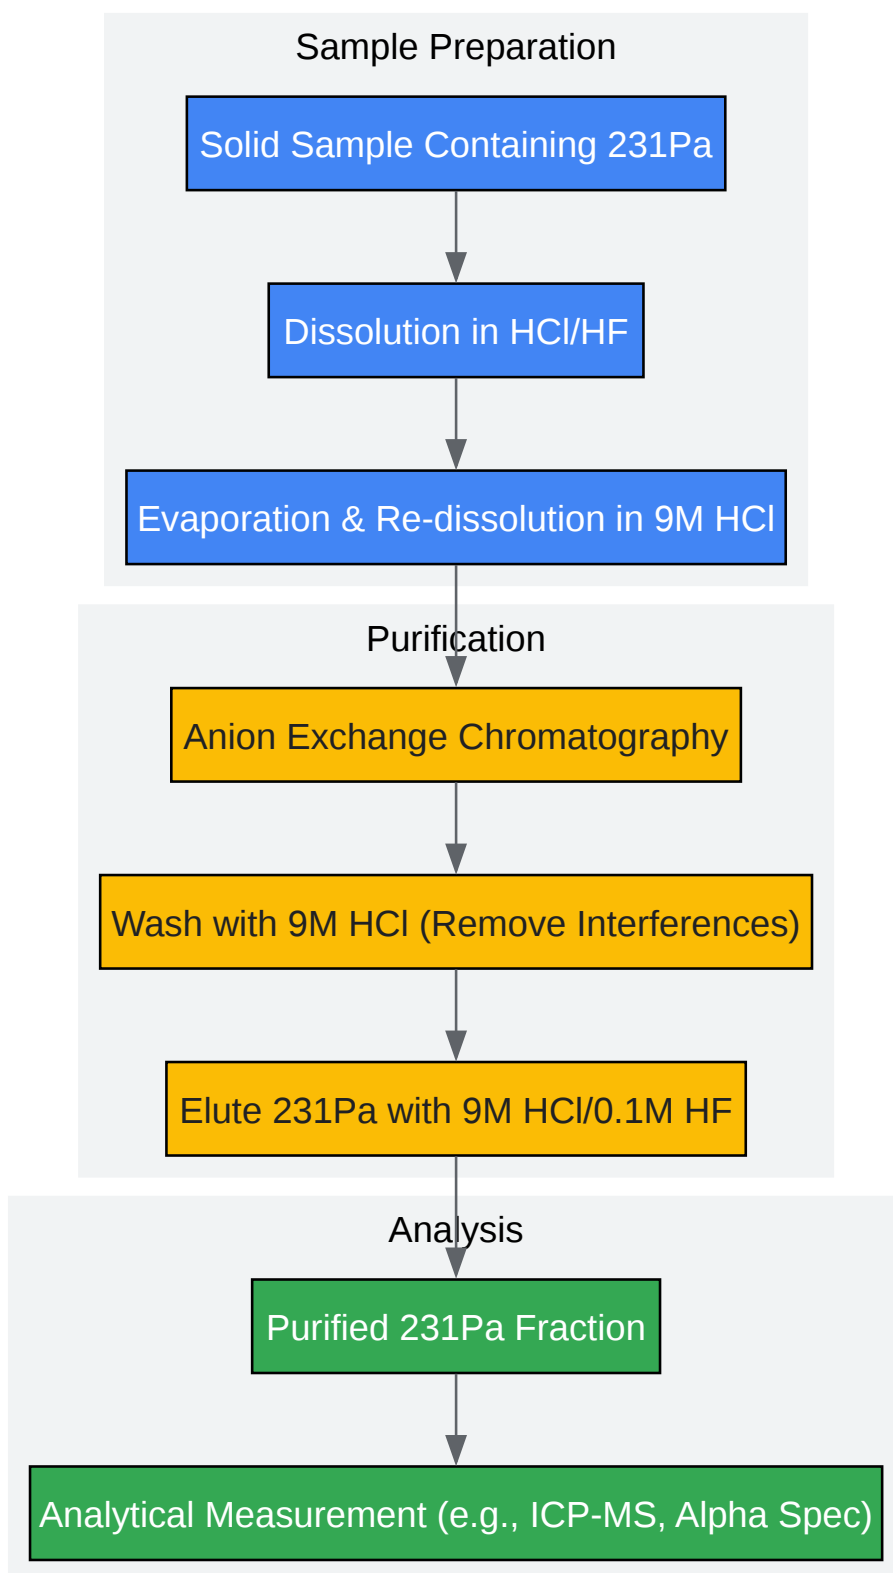 Sample Preparation
Solid Sample Containing 231Pa
Dissolution in HCl/HF
Evaporation & Re-dissolution in 9M HCl
Purification
Anion Exchange Chromatography
Wash with 9M HCl (Remove Interferences)
Elute 231Pa with 9M HCl/0.1M HF
Analysis
Purified 231Pa Fraction
Analytical Measurement (e.g., ICP-MS, Alpha Spec)